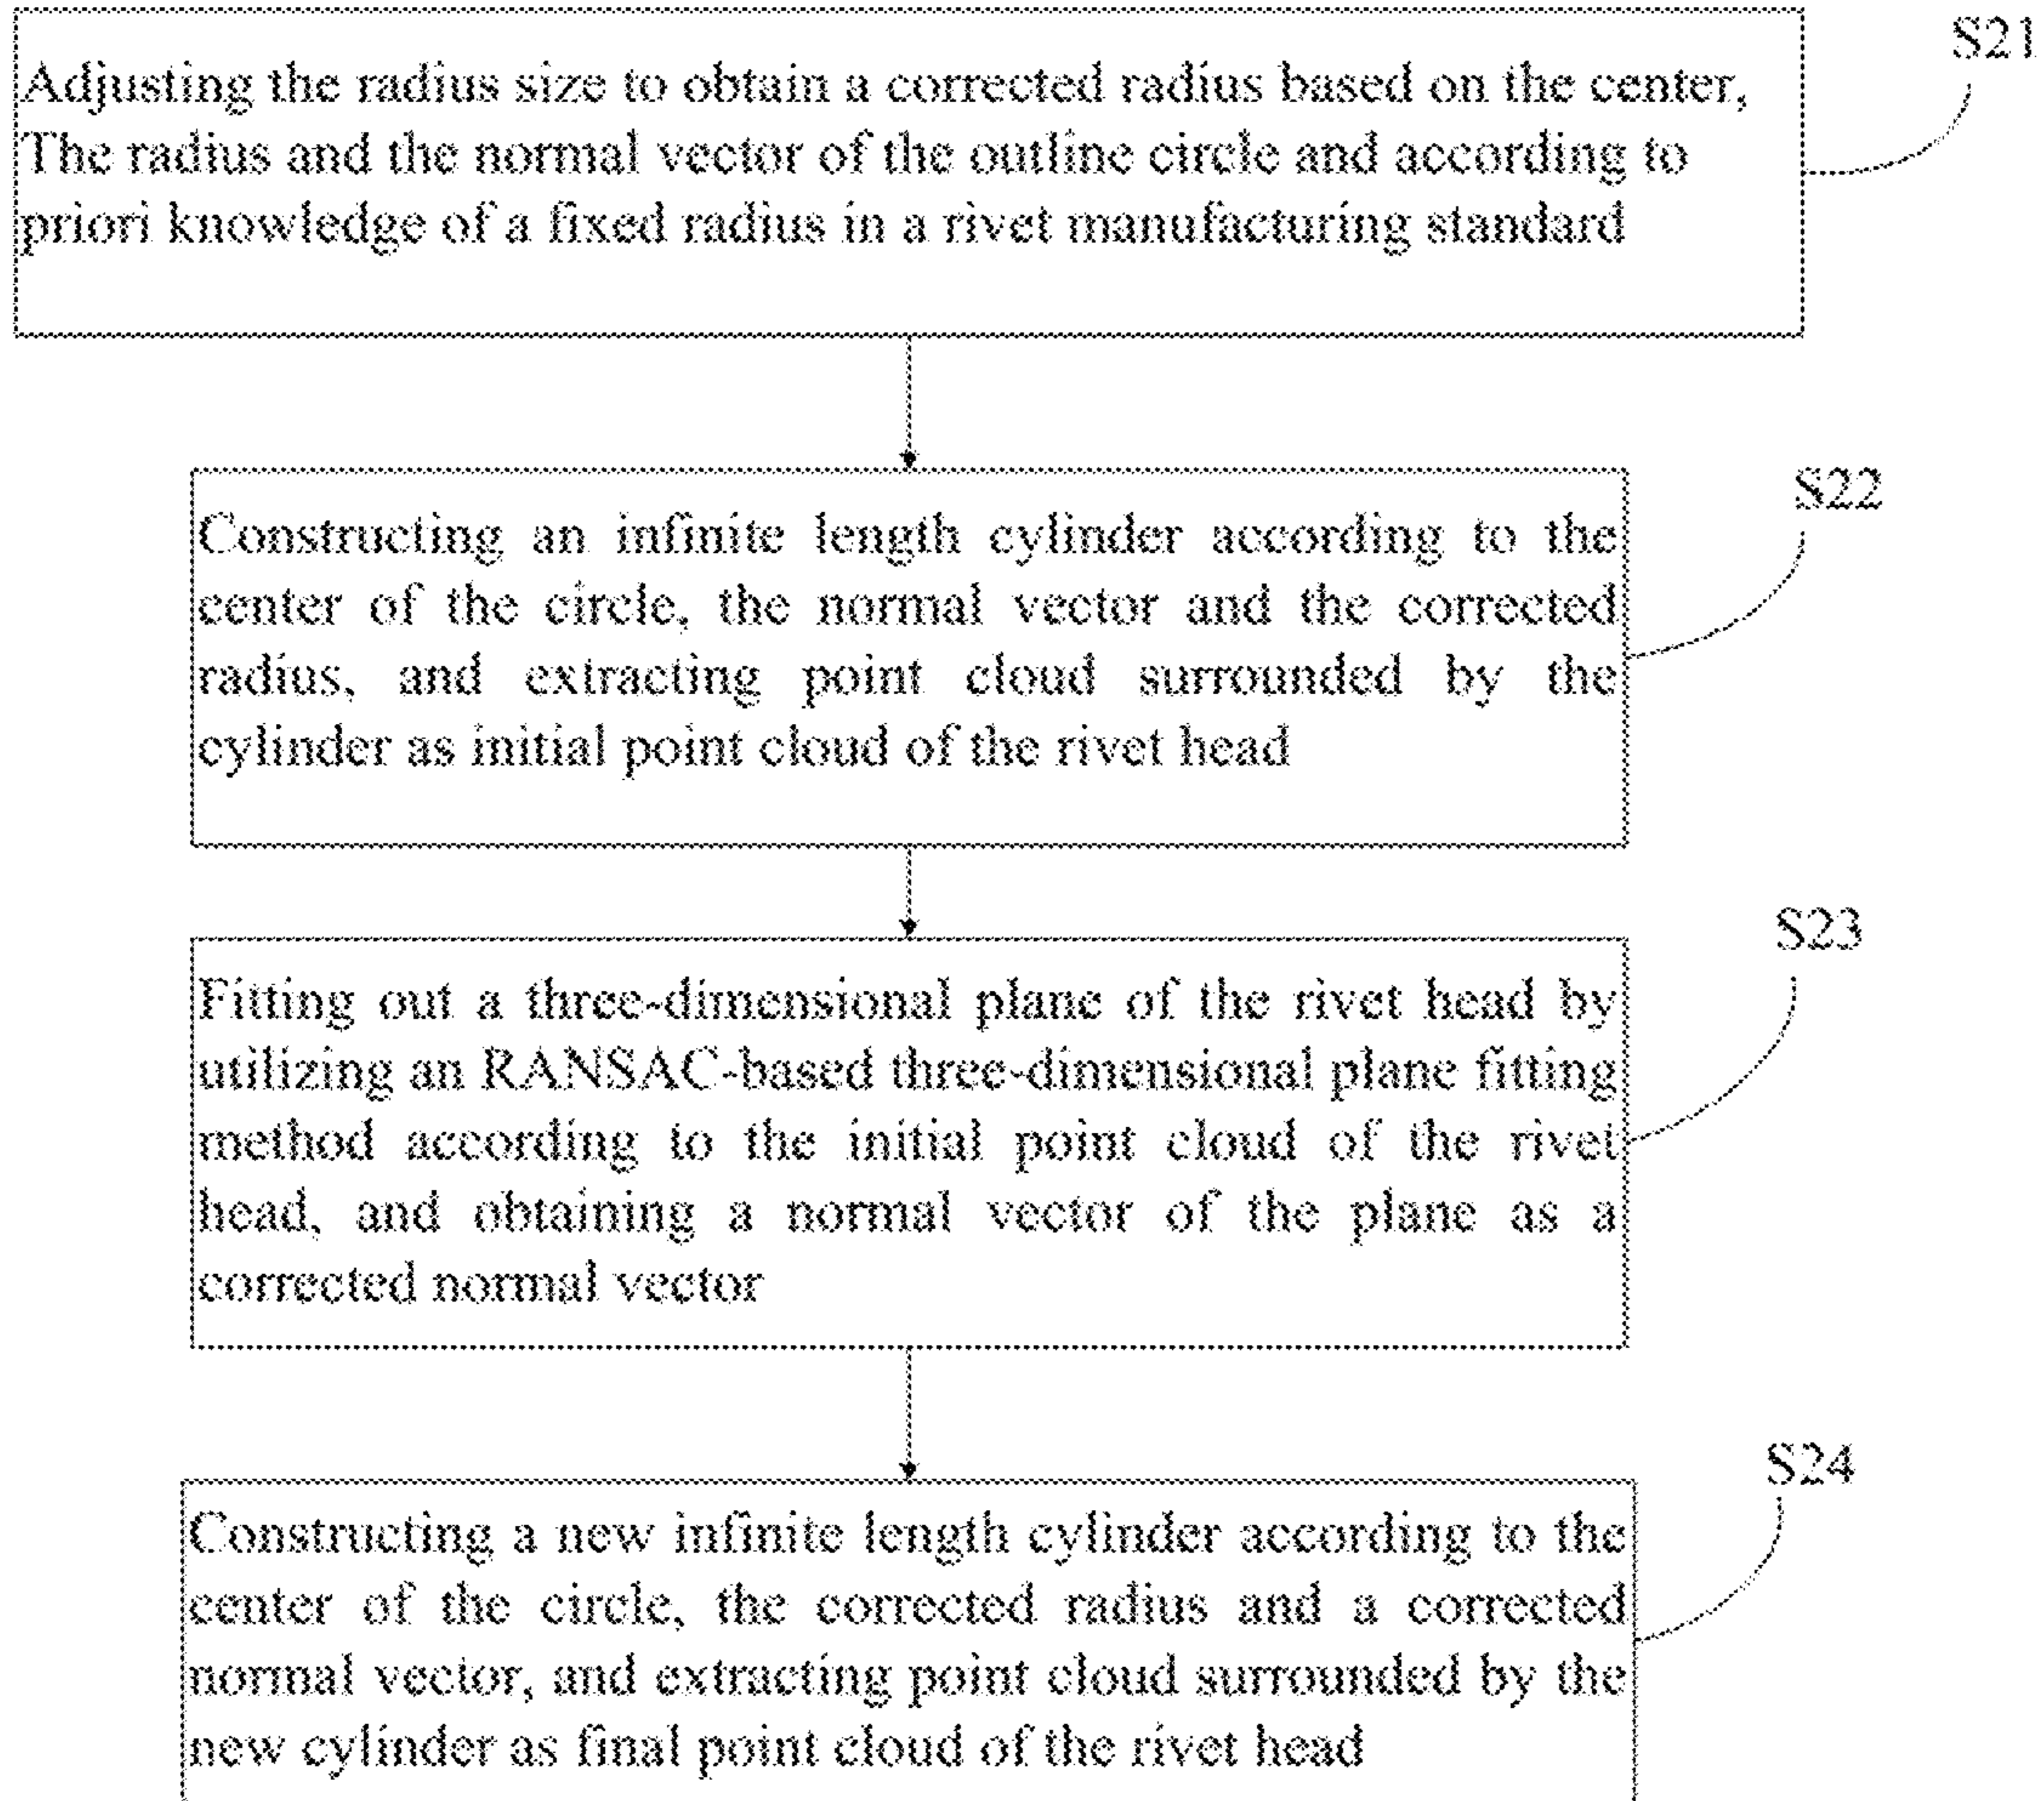 S21
Adjusting the radius size to obtain a corrected radius based on the center,
The radius and the normal vector of the outline circle and according to
priori knowledge of a fixed radius in a rivet manufacturing standard
S22
Constructing an infinite length cylinder according to the
center of the circle, the normal vector and the corrected
radius, and extracting point cloud surrounded by the
cylinder as initial point cloud of the rivet head
S23
Fitting out a three-dimensional plane of the rivet head by
utilizing an RANSAC-based three-dimensional plane fitting
method according to the initial point cloud of the rivet
head, and obtaining a normal vector of the plane as a
corrected normal vector
S24
Constructing a new infinite length cylinder according to the
center of the circle, the corrected radius and a corrected
normal vector, and extracting point cloud surrounded by the
new cylinder as final point cloud of the rivet head